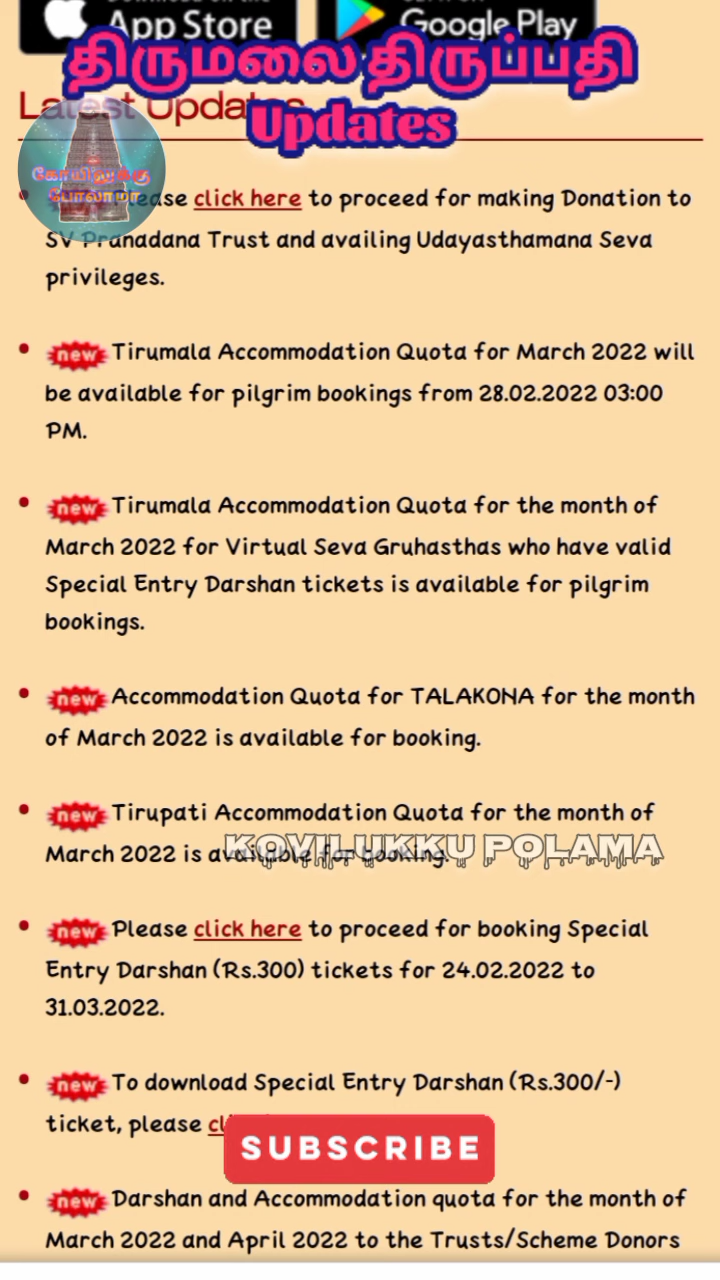 App Store
Google Play
திருமலை திருப்பதி
Latest Updates
Updates
கோயிலுக்கு
போலாமா
Please click here to proceed for making Donation to
SV Pranadana Trust and availing Udayasthamana Seva
privileges.
new Tirumala Accommodation Quota for March 2022 will
be available for pilgrim bookings from 28.02.2022 03:00
PM.
new Tirumala Accommodation Quota for the month of
March 2022 for Virtual Seva Gruhasthas who have valid
Special Entry Darshan tickets is available for pilgrim
bookings.
new Accommodation Quota for TALAKONA for the month
of March 2022 is available for booking.
new Tirupati Accommodation Quota for the month of
March 2022 is available for booking.
KOVILUKKU POLAMA
new Please click here to proceed for booking Special
Entry Darshan (Rs.300) tickets for 24.02.2022 to
31.03.2022.
new To download Special Entry Darshan (Rs.300/-)
ticket, please
SUBSCRIBE
new Darshan and Accommodation quota for the month of
March 2022 and April 2022 to the Trusts/Scheme Donors